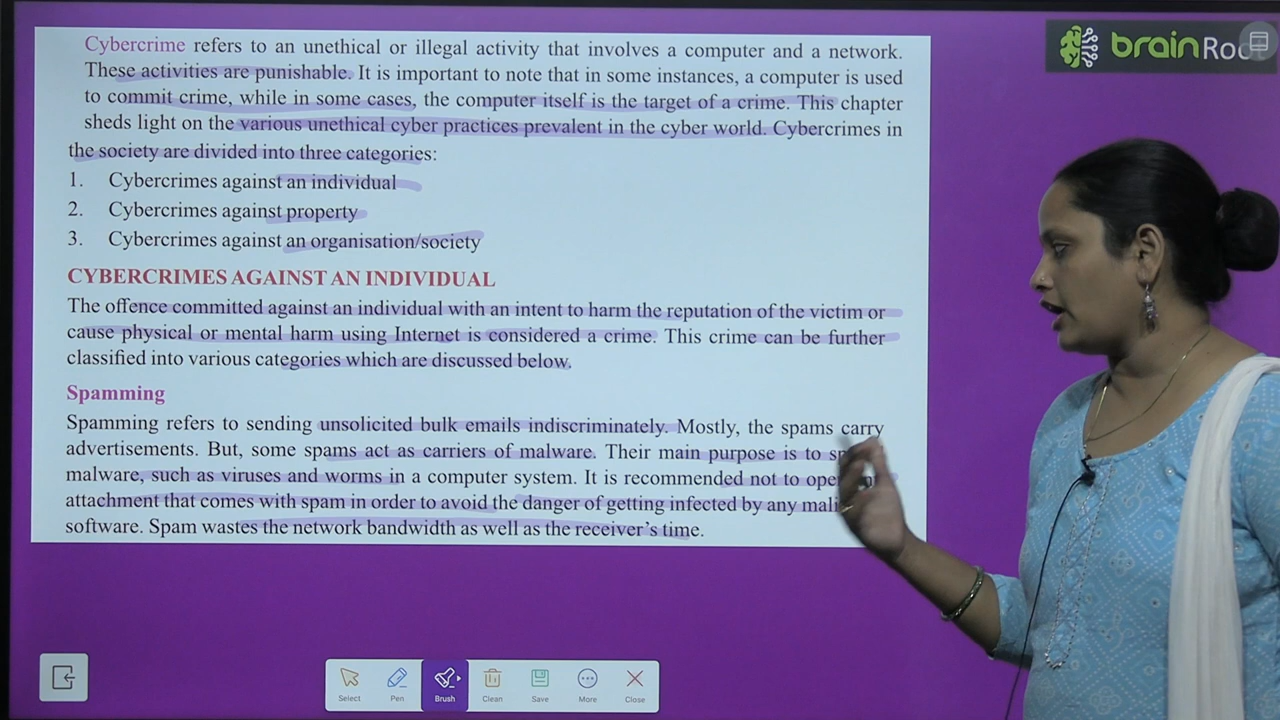 Cybercrime refers to an unethical or illegal activity that involves a computer and a network.
These activities are punishable. It is important to note that in some instances, a computer is used
to commit crime, while in some cases, the computer itself is the target of a crime. This chapter
sheds light on the various unethical cyber practices prevalent in the cyber world. Cybercrimes in
the society are divided into three categories:
1. Cybercrimes against an individual
2. Cybercrimes against property
3. Cybercrimes against an organisation/society
CYBERCRIMES AGAINST AN INDIVIDUAL
The offence committed against an individual with an intent to harm the reputation of the victim or
cause physical or mental harm using Internet is considered a crime. This crime can be further
classified into various categories which are discussed below.
Spamming
Spamming refers to sending unsolicited bulk emails indiscriminately. Mostly, the spams carry
advertisements. But, some spams act as carriers of malware. Their main purpose is to
malware, such as viruses and worms in a computer system. It is recommended not to
attachment that comes with spam in order to avoid the danger of getting infected by any
software. Spam wastes the network bandwidth as well as the receiver's time.
brain
Select Pen Brush Clean Save More Close